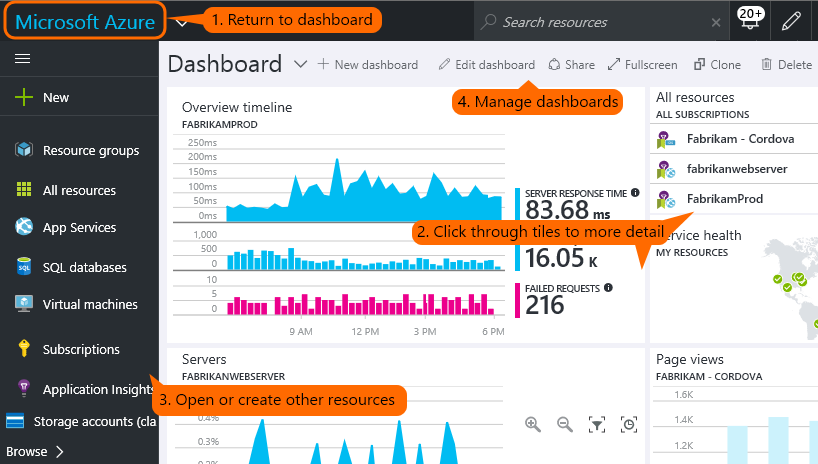 Microsoft Azure
1. Return to dashboard
Search resources
20+
Dashboard
New dashboard
Edit dashboard
Share
Fullscreen
Clone
Delete
4. Manage dashboards
New
Resource groups
All resources
App Services
SQL databases
SQL
Virtual machines
Subscriptions
Application Insights
3. Open or create other resources
Storage accounts (cla
Browse
Overview timeline
FABRIKAMPROD
250ms
200ms
150ms
100ms
50ms
0ms
1,000
500
0
10
5
0
9 AM
12 PM
3 PM
6 PM
SERVER RESPONSE TIME
83.68 ms
2. Click through tiles to more detail
16.05 K
FAILED REQUESTS
216
All resources
ALL SUBSCRIPTIONS
Fabrikam - Cordova
fabrikanwebserver
FabrikamProd
ervice health
MY RESOURCES
Servers
FABRIKANWEBSERVER
0.4%
0.3%
Page views
FABRIKAM - CORDOVA
1.6K
1.4K
1.2K